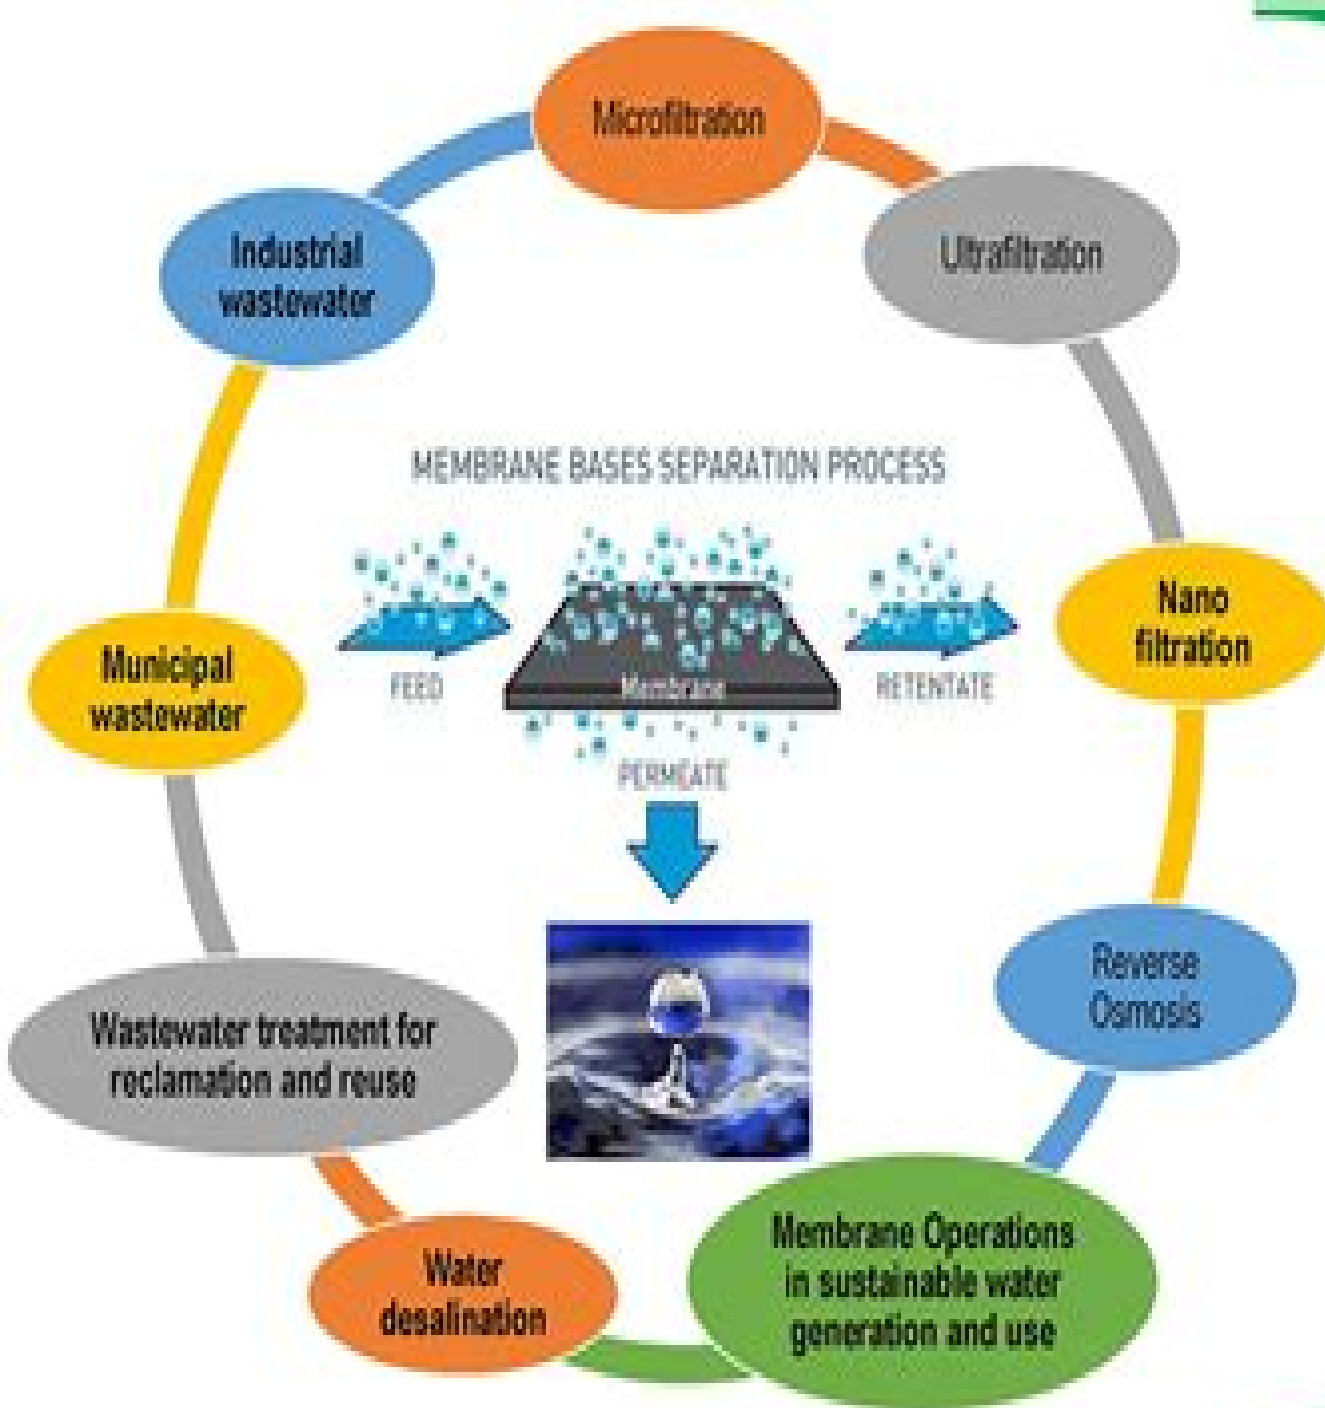 Microfiltration
Ultrafiltration
Industrial
wastewater
MEMBRANE BASES SEPARATION PROCESS
Nano
filtration
FEED
Membrane
RETENTATE
PERMEATE
Municipal
wastewater
Reverse
Osmosis
Wastewater treatment for
reclamation and reuse
Membrane Operations
in sustainable water
generation and use
Water
desalination